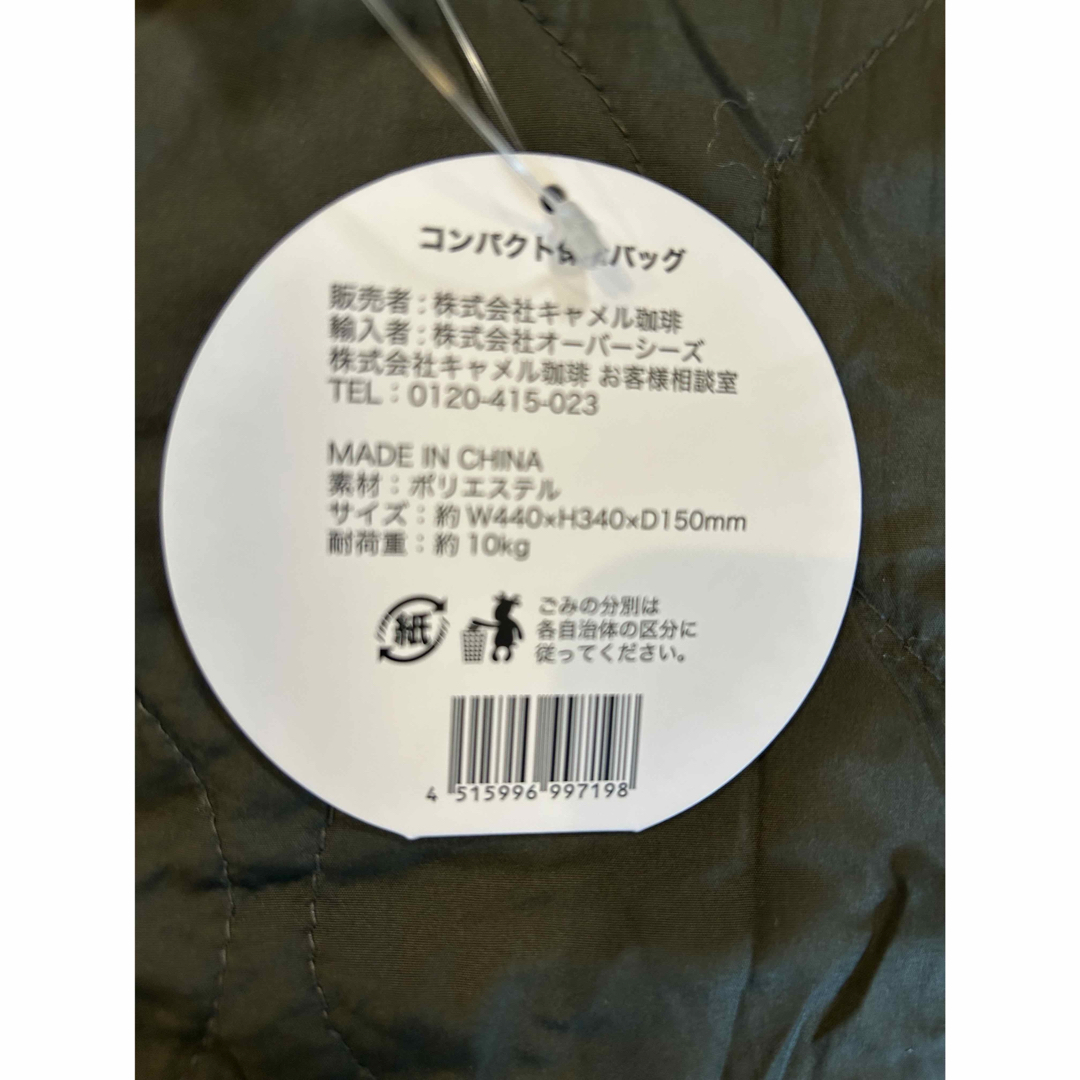 コンパクト バッグ
販売者：株式会社キャメル珈琲
輸入者：株式会社オーバーシーズ
株式会社キャメル珈琲 お客様相談室
TEL：0120-415-023
MADE IN CHINA
素材：ポリエステル
サイズ：約 W440×H340×D150mm
耐荷重：約 10kg
紙
ごみの分別は
各自治体の区分に
従ってください。
4 515996 997198